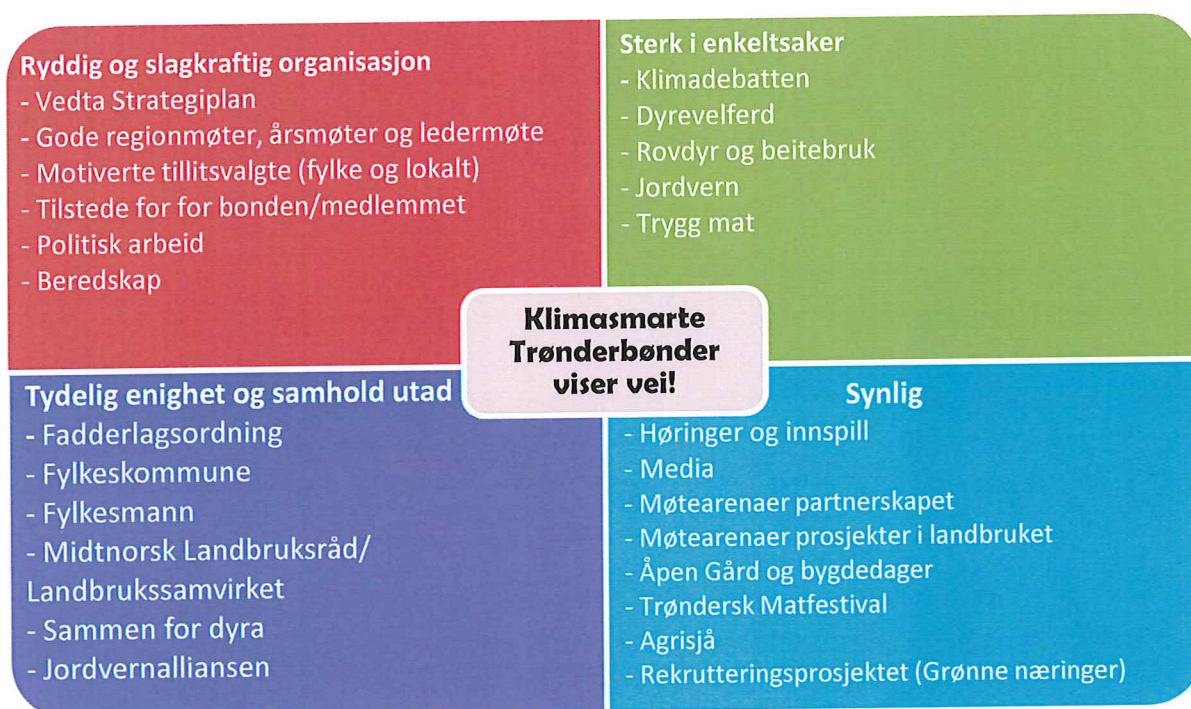 Ryddig og slagkraftig organisasjon
- Vedta Strategiplan
- Gode regionmøter, årsmøter og ledermøte
- Motiverte tillitsvalgte (fylke og lokalt)
- Tilstede for for bonden/medlemmet
- Politisk arbeid
- Beredskap
Sterk i enkeltsaker
- Klimadebatten
- Dyrevelferd
- Rovdyr og beitebruk
- Jordvern
- Trygg mat
Klimasmarte
Trønderbønder
viser vei!
Tydelig enighet og samhold utad
- Fadderlagsordning
- Fylkeskommune
- Fylkesmann
- Midtnorsk Landbruksråd/
Landbrukssamvirket
- Sammen for dyra
- Jordvernalliansen
Synlig
- Høringer og innspill
- Media
- Møtearenaer partnerskapet
- Møtearenaer prosjekter i landbruket
- Åpen Gård og bygdedager
- Trøndersk Matfestival
- Agrisjå
- Rekrutteringsprosjektet (Grønne næringer)